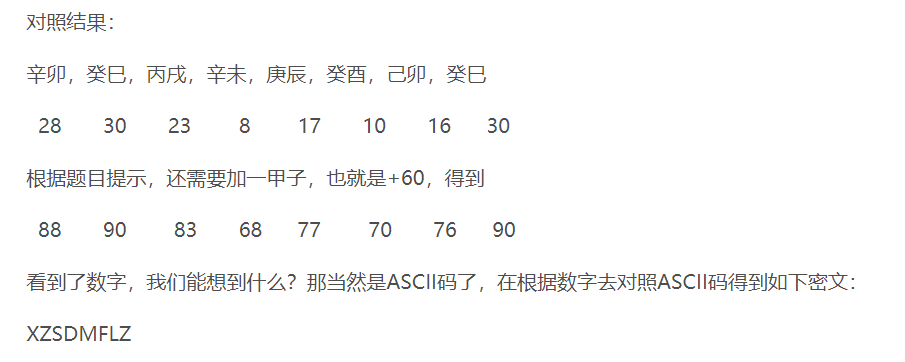 对照结果：
辛卯，癸巳，丙戌，辛未，庚辰，癸酉，己卯，癸巳
28 30 23 8 17 10 16 30
根据题目提示，还需要加一甲子，也就是+60，得到
88 90 83 68 77 70 76 90
看到了数字，我们能想到什么？那当然是ASCII码了，在根据数字去对照ASCII码得到如下密文：
XZSDMFLZ